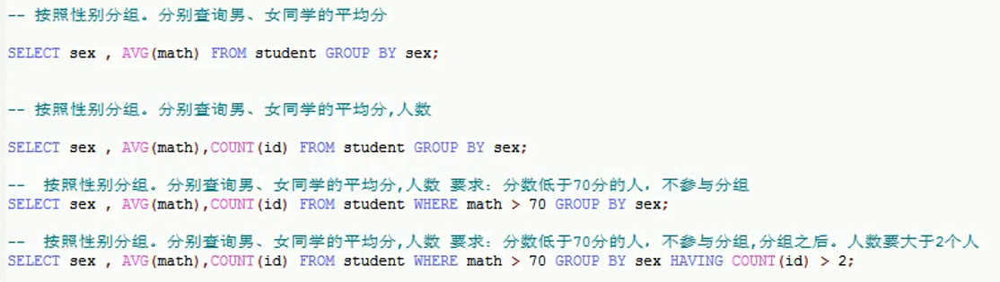 -- 按照性别分组。分别查询男、女同学的平均分
SELECT sex , AVG(math) FROM student GROUP BY sex;
-- 按照性别分组。分别查询男、女同学的平均分,人数
SELECT sex , AVG(math),COUNT(id) FROM student GROUP BY sex;
--  按照性别分组。分别查询男、女同学的平均分,人数 要求：分数低于70分的人，不参与分组
SELECT sex , AVG(math),COUNT(id) FROM student WHERE math > 70 GROUP BY sex;
--  按照性别分组。分别查询男、女同学的平均分,人数 要求：分数低于70分的人，不参与分组,分组之后。人数要大于2个人
SELECT sex , AVG(math),COUNT(id) FROM student WHERE math > 70 GROUP BY sex HAVING COUNT(id) > 2;